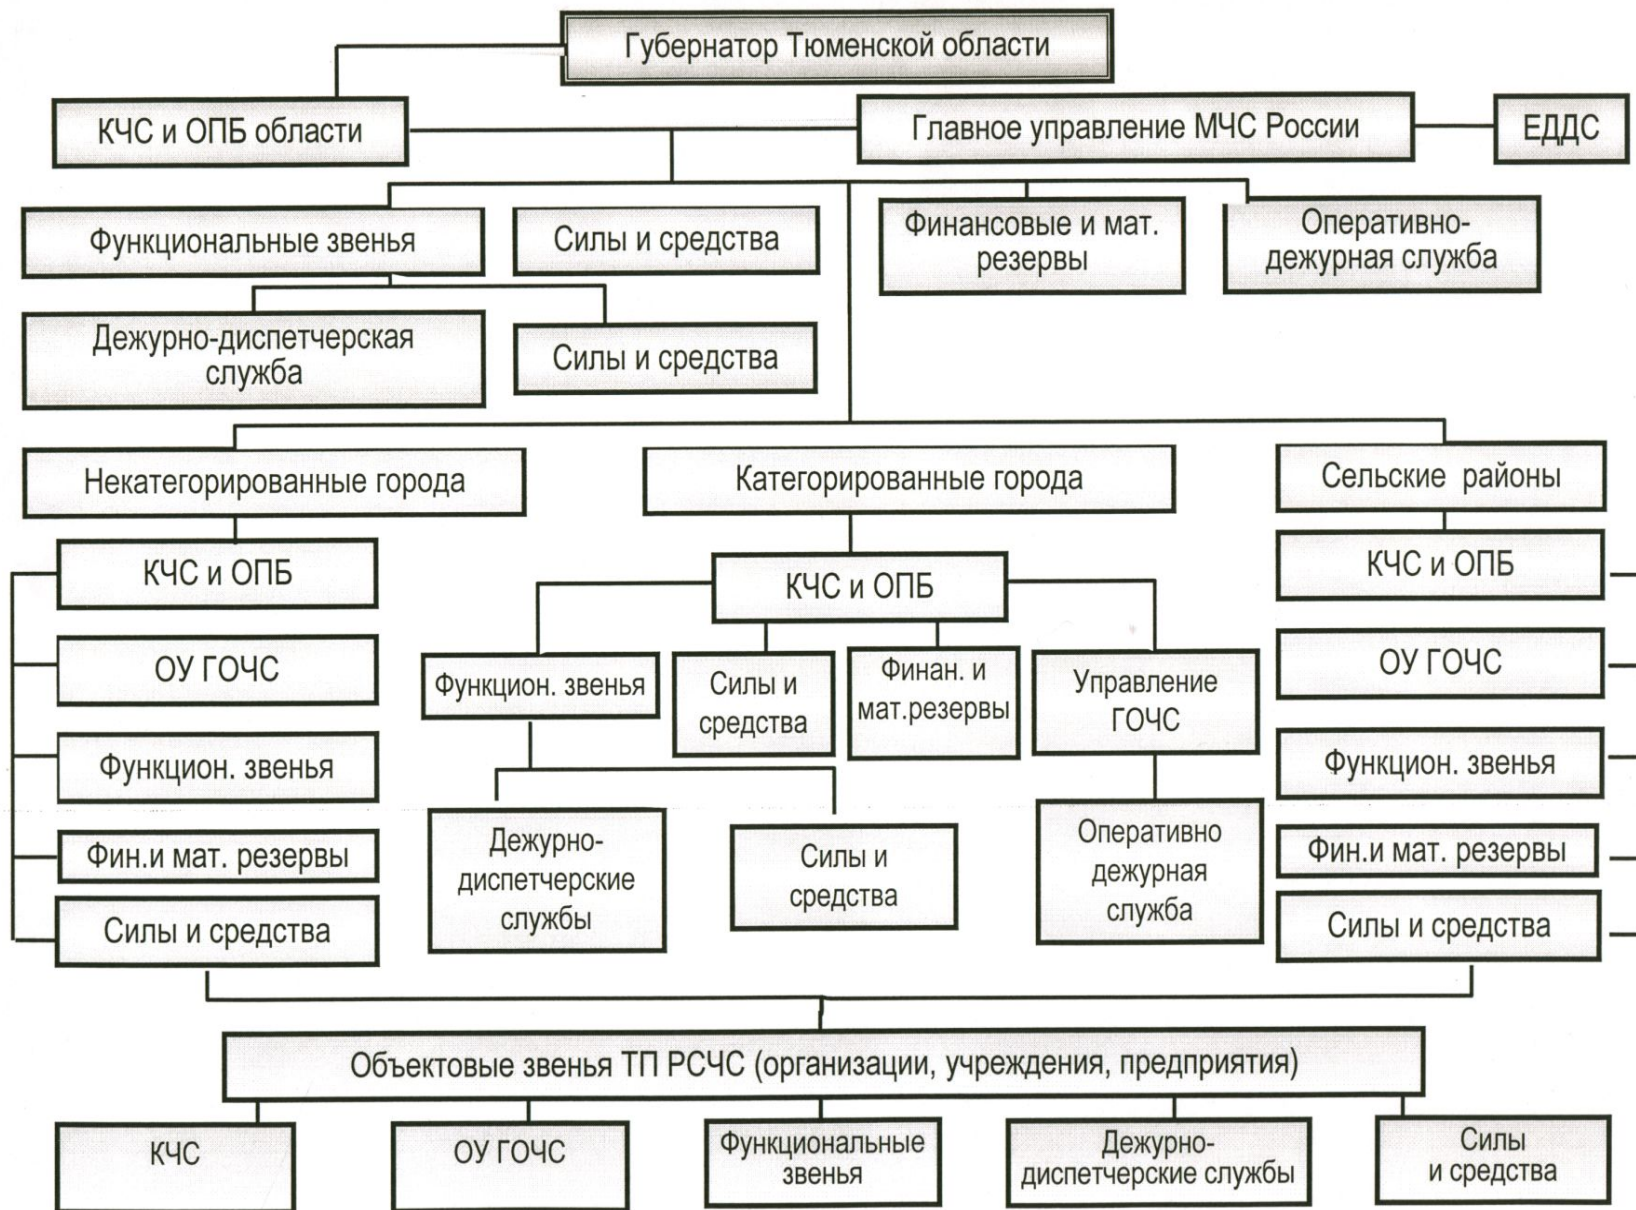 Губернатор Тюменской области
КЧС и ОПБ области
Главное управление МЧС России
ЕДДС
Функциональные звенья
Силы и средства
Финансовые и мат.
резервы
Оперативно-
дежурная служба
Дежурно-диспетчерская
служба
Силы и средства
Некатегорированные города
Категорированные города
Сельские районы
КЧС и ОПБ
ОУ ГОЧС
Функцион. звенья
Фин.и мат. резервы
Силы и средства
КЧС и ОПБ
Функцион. звенья
Силы и
средства
Финан. и
мат.резервы
Управление
ГОЧС
Дежурно-
диспетчерские
службы
Силы и
средства
Оперативно
дежурная
служба
КЧС и ОПБ
ОУ ГОЧС
Функцион. звенья
Фин.и мат. резервы
Силы и средства
Объектовые звенья ТП РСЧС (организации, учреждения, предприятия)
КЧС
ОУ ГОЧС
Функциональные
звенья
Дежурно-
диспетчерские службы
Силы
и средства